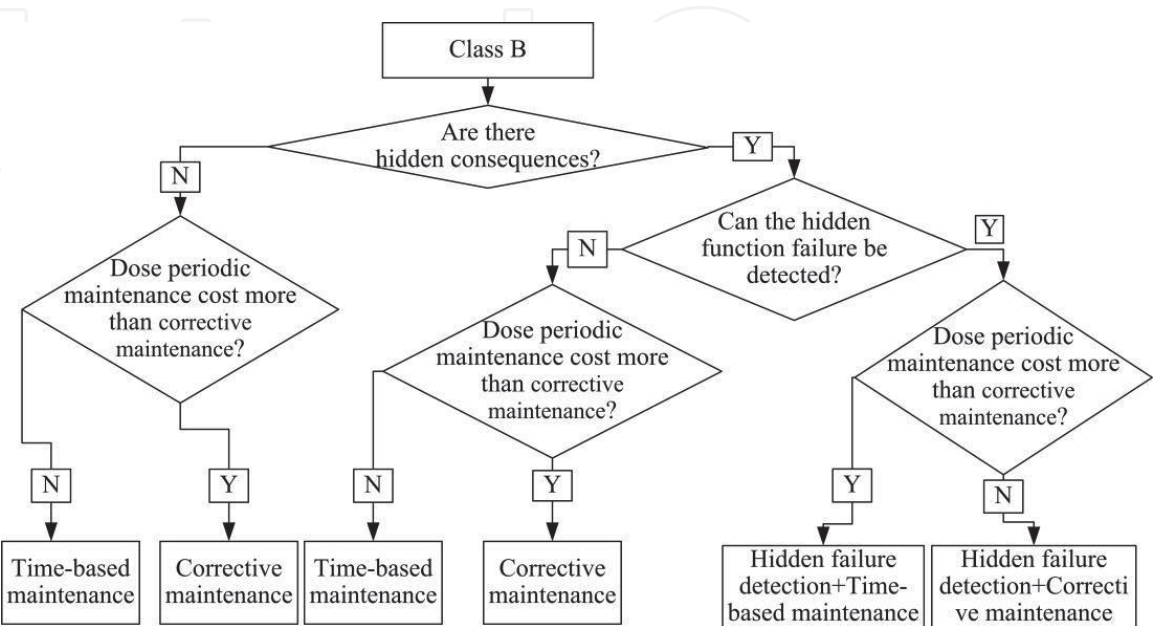 Class B
Are there
hidden consequences?
Y
N
Can the hidden
function failure be
detected?
Y
N
Dose periodic
maintenance cost more
than corrective
maintenance?
Dose periodic
maintenance cost more
than corrective
maintenance?
Dose periodic
maintenance cost more
than corrective
maintenance?
N
Y
N
Y
Y
N
Time-based
maintenance
Corrective
maintenance
Time-based
maintenance
Corrective
maintenance
Hidden failure
detection+Time-
based maintenance
Hidden failure
detection+Correcti
ve maintenance